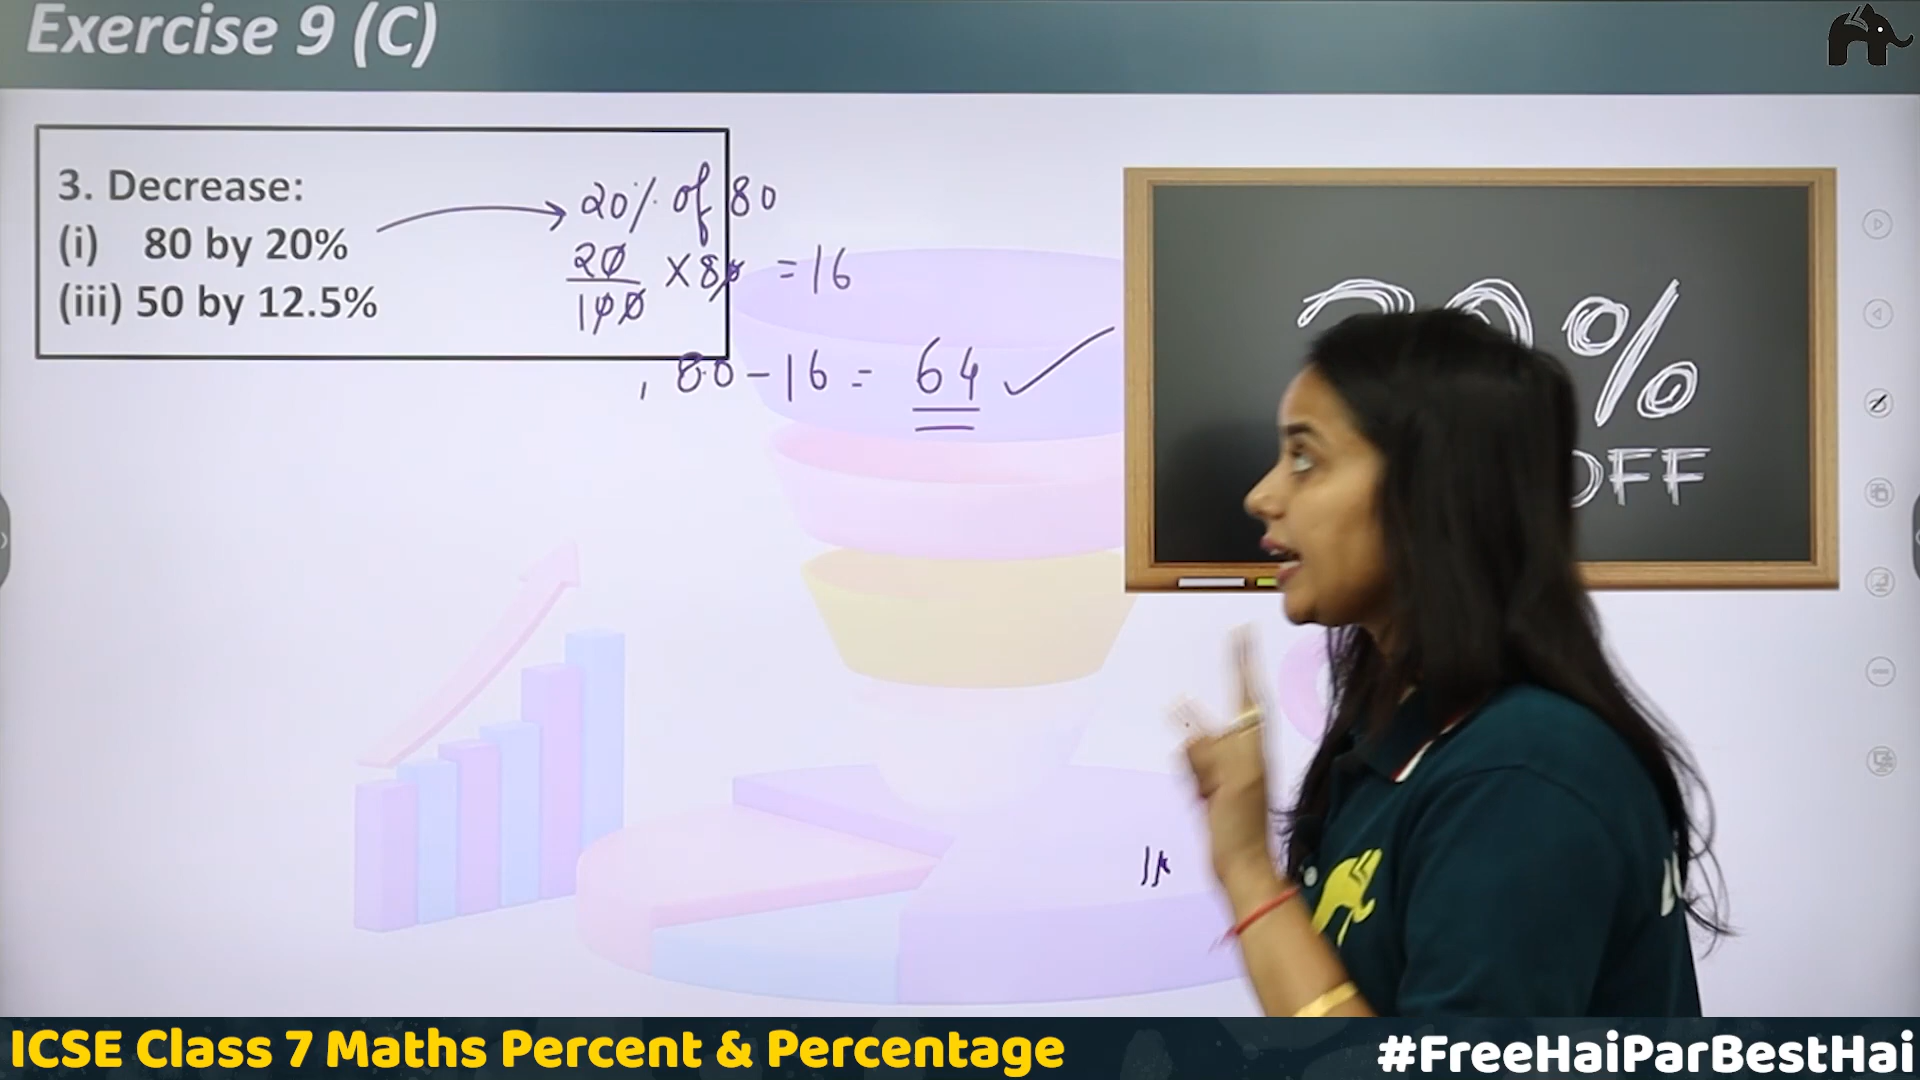 Exercise 9 (C)
3. Decrease:
(i) 80 by 20%
(iii) 50 by 12.5%
20% of 80
20/100 × 80 = 16
80 - 16 = 64 ✓
%
OFF
ICSE Class 7 Maths Percent & Percentage
#FreeHaiParBestHai